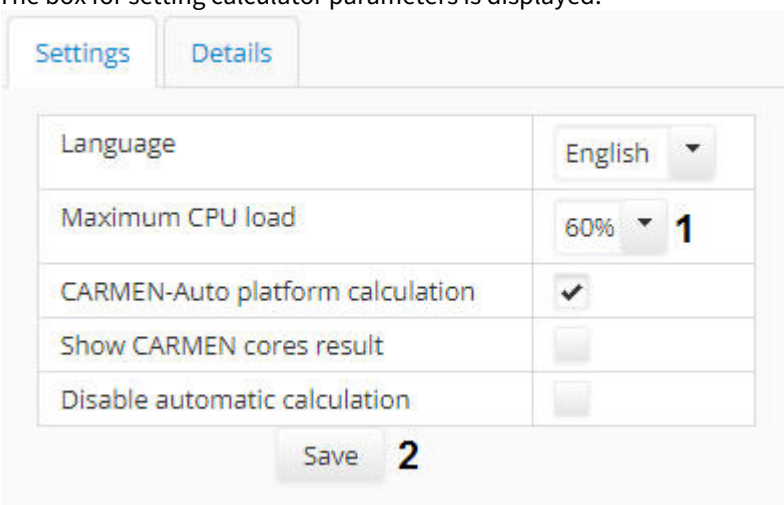 The box for setting calculator parameters is displayed.
Settings Details
Language English
Maximum CPU load 60% 1
CARMEN-Auto platform calculation
Show CARMEN cores result
Disable automatic calculation
Save 2